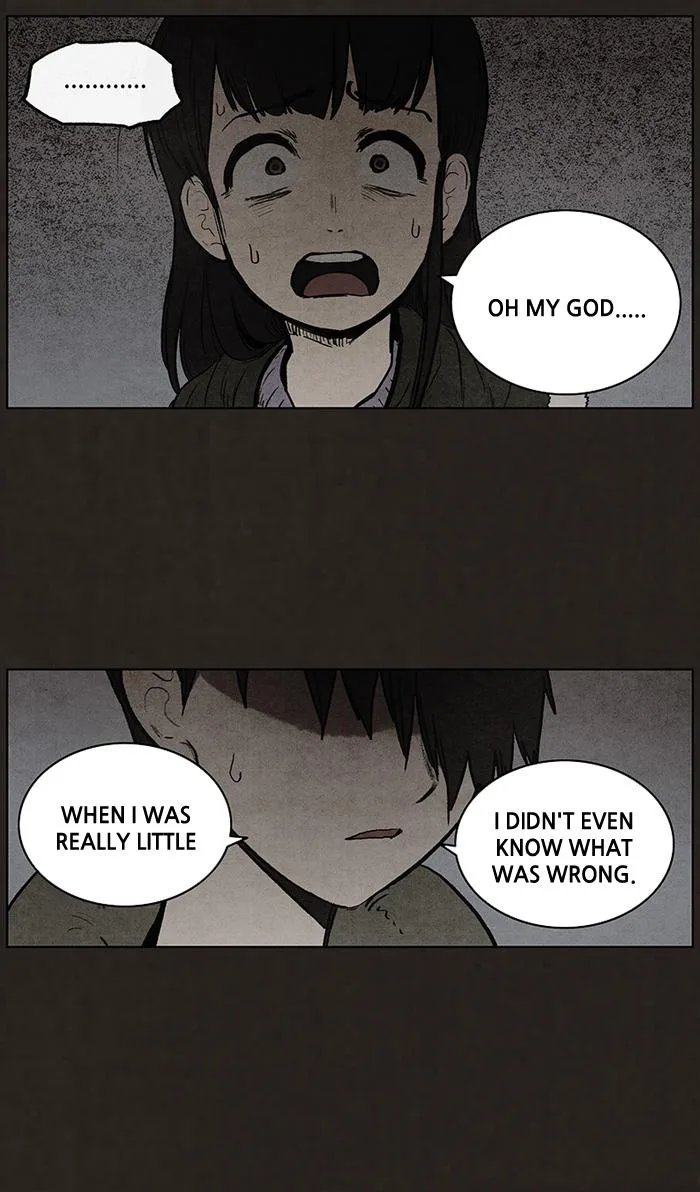 ............
OH MY GOD.....
WHEN I WAS
REALLY LITTLE
I DIDN'T EVEN
KNOW WHAT
WAS WRONG.